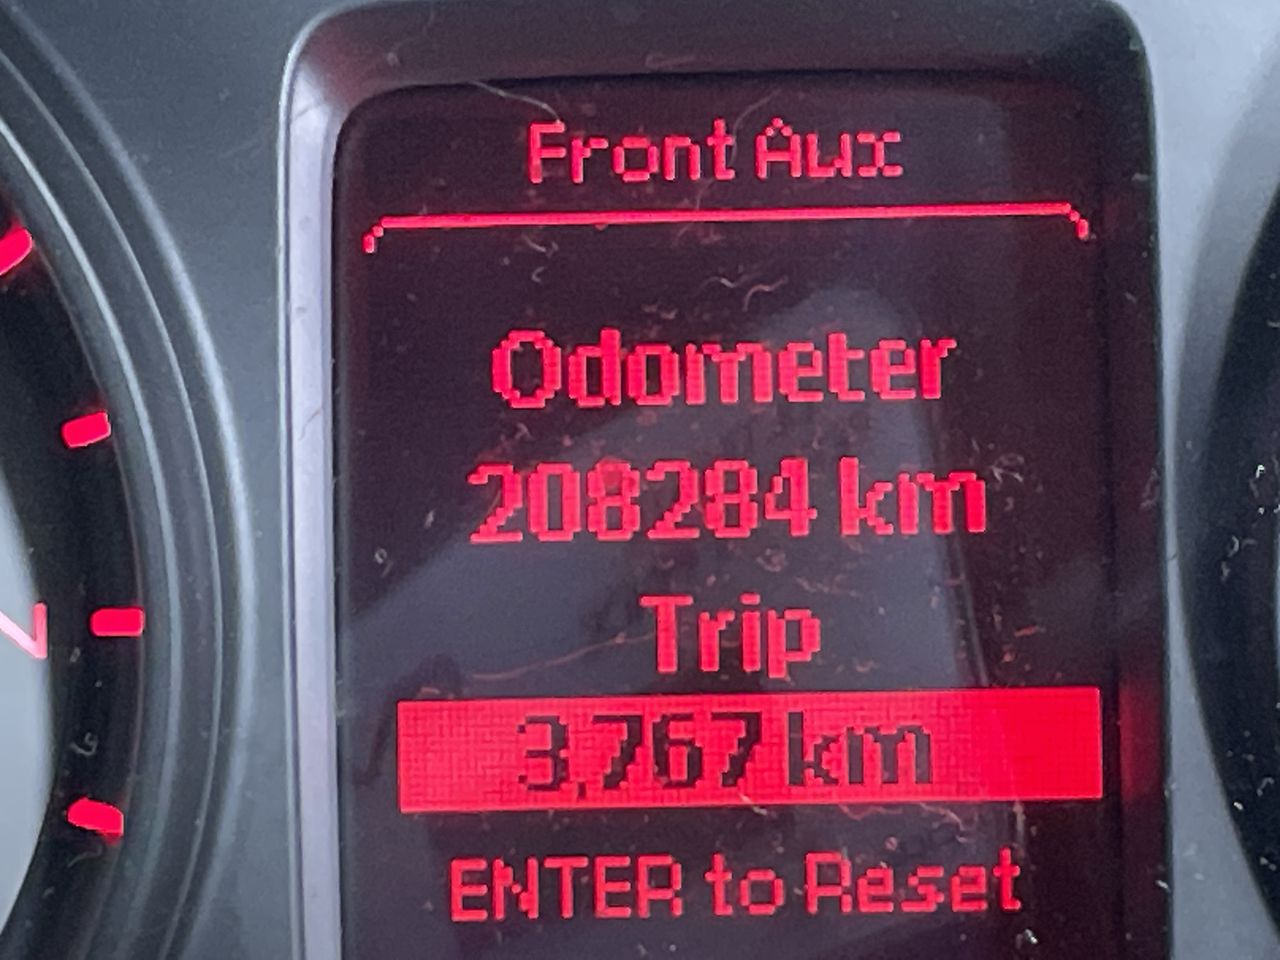 Front Aux
Odometer
208284 km
Trip
3,767 km
ENTER to Reset